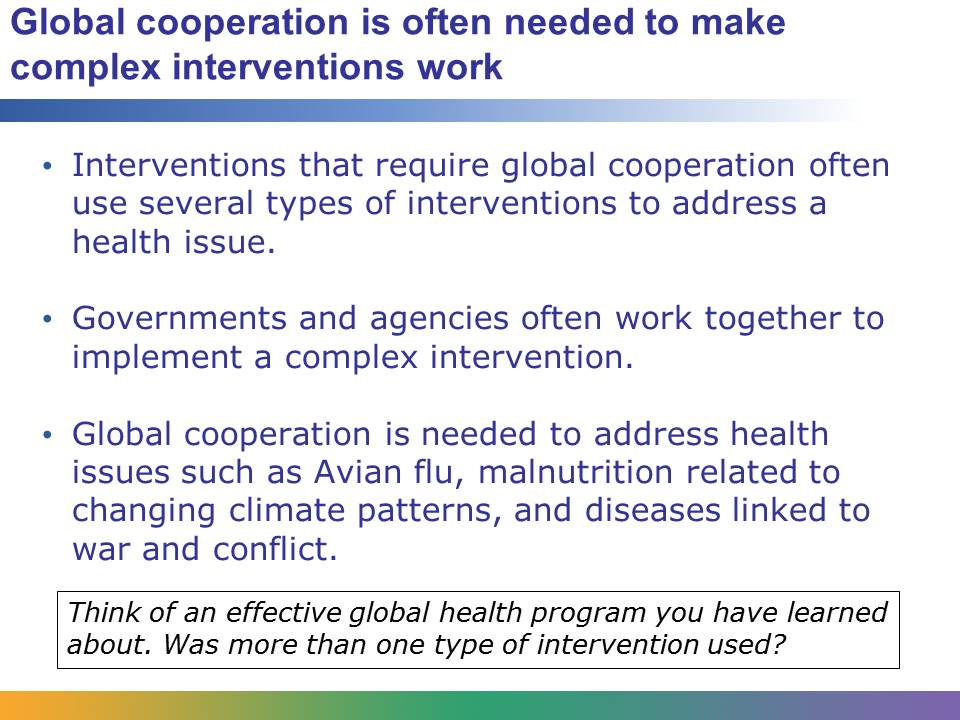 Global cooperation is often needed to make
complex interventions work
• Interventions that require global cooperation often
use several types of interventions to address a
health issue.
• Governments and agencies often work together to
implement a complex intervention.
• Global cooperation is needed to address health
issues such as Avian flu, malnutrition related to
changing climate patterns, and diseases linked to
war and conflict.
Think of an effective global health program you have learned
about. Was more than one type of intervention used?